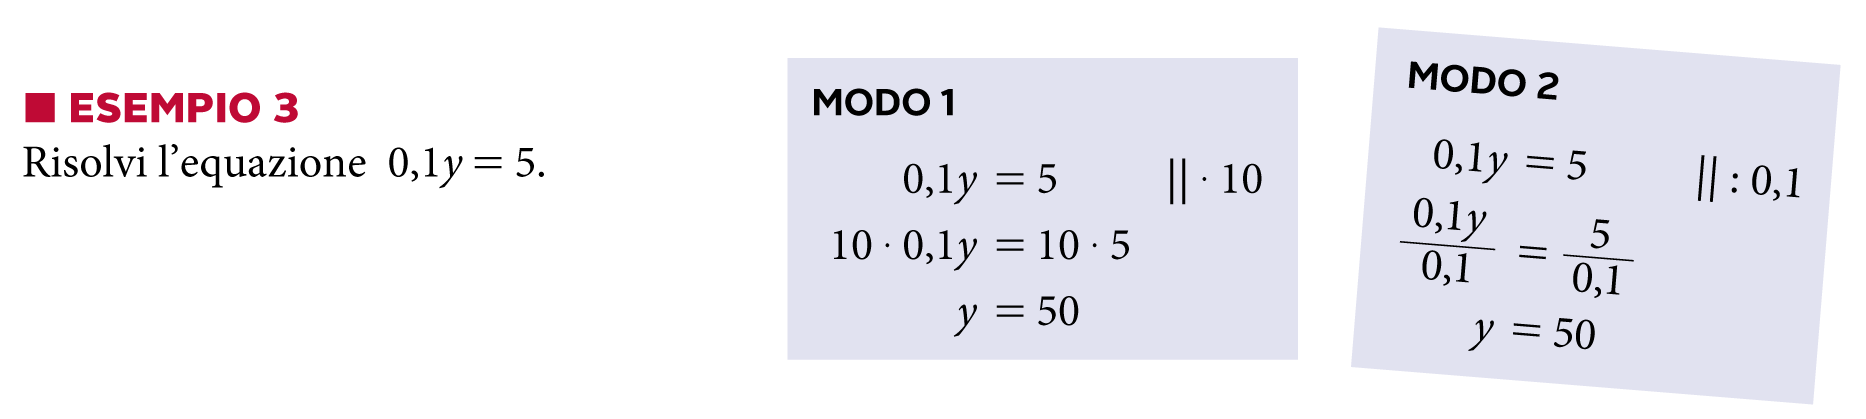 ■ ESEMPIO 3
Risolvi l’equazione 0,1y = 5.
MODO 1
0,1y = 5 || · 10
10 · 0,1y = 10 · 5
y = 50
MODO 2
0,1y = 5 || : 0,1
0,1y/0,1 = 5/0,1
y = 50